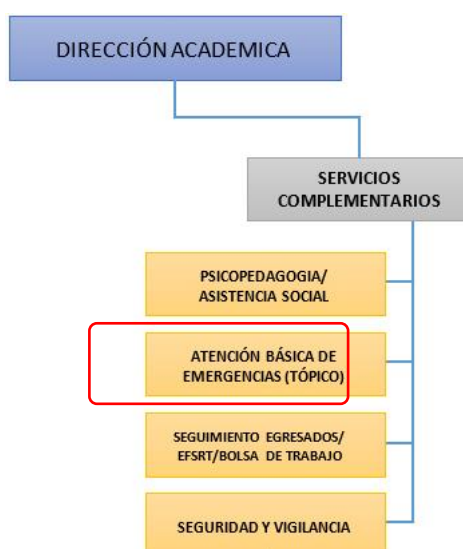 DIRECCIÓN ACADEMICA
SERVICIOS
COMPLEMENTARIOS
PSICOPEDAGOGIA/
ASISTENCIA SOCIAL
ATENCIÓN BÁSICA DE
EMERGENCIAS (TÓPICO)
SEGUIMIENTO EGRESADOS/
EFSRT/BOLSA DE TRABAJO
SEGURIDAD Y VIGILANCIA